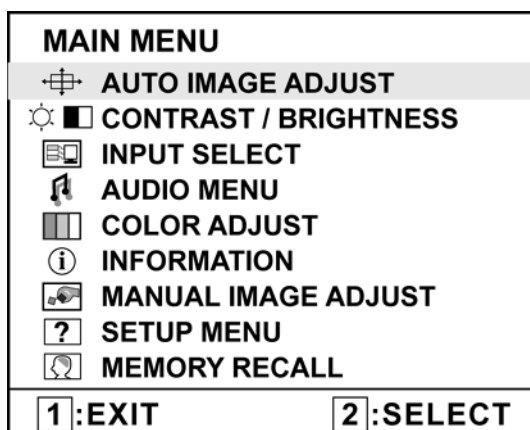 MAIN MENU
AUTO IMAGE ADJUST
CONTRAST / BRIGHTNESS
INPUT SELECT
AUDIO MENU
COLOR ADJUST
i INFORMATION
MANUAL IMAGE ADJUST
? SETUP MENU
MEMORY RECALL
1:EXIT 2:SELECT